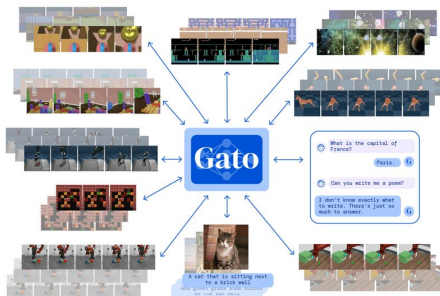 Gato
What is the capital of
France?
Paris.
G
Can you write me a poem?
I don't know exactly what
to write. There's just so
much to answer.
G
A cat that is sitting next
to a brick wall